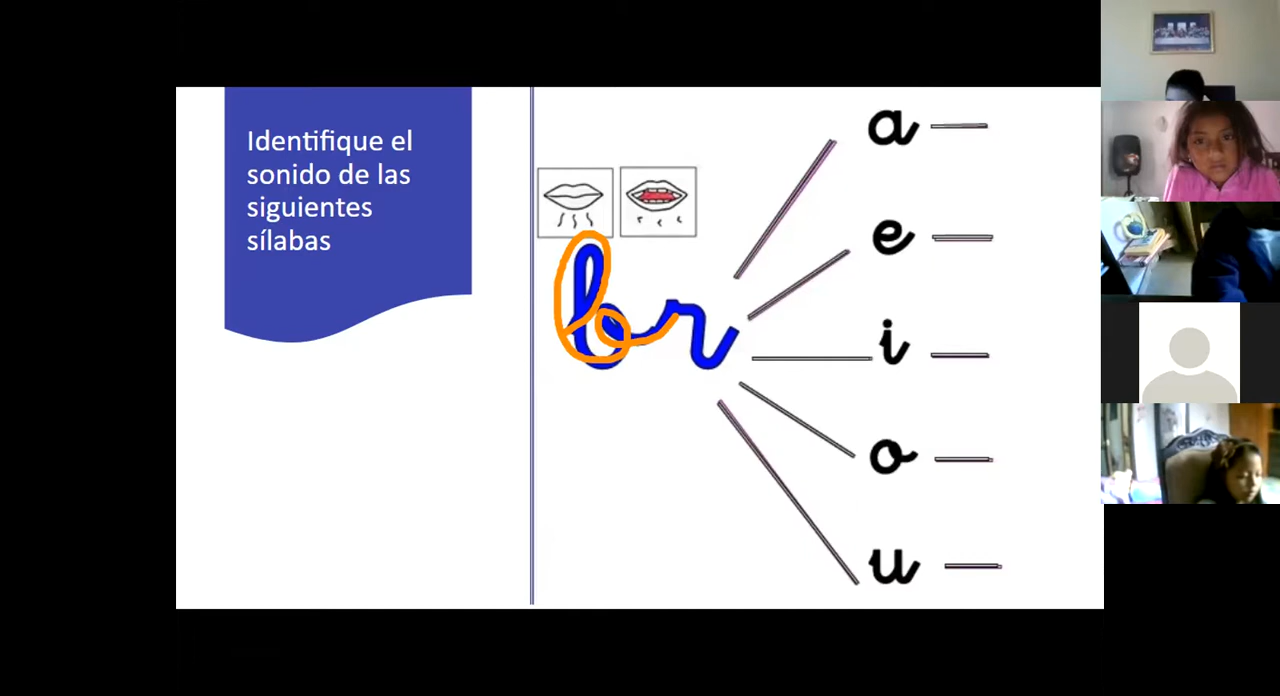 Identifique el
sonido de las
siguientes
sílabas
br
a
e
i
o
u